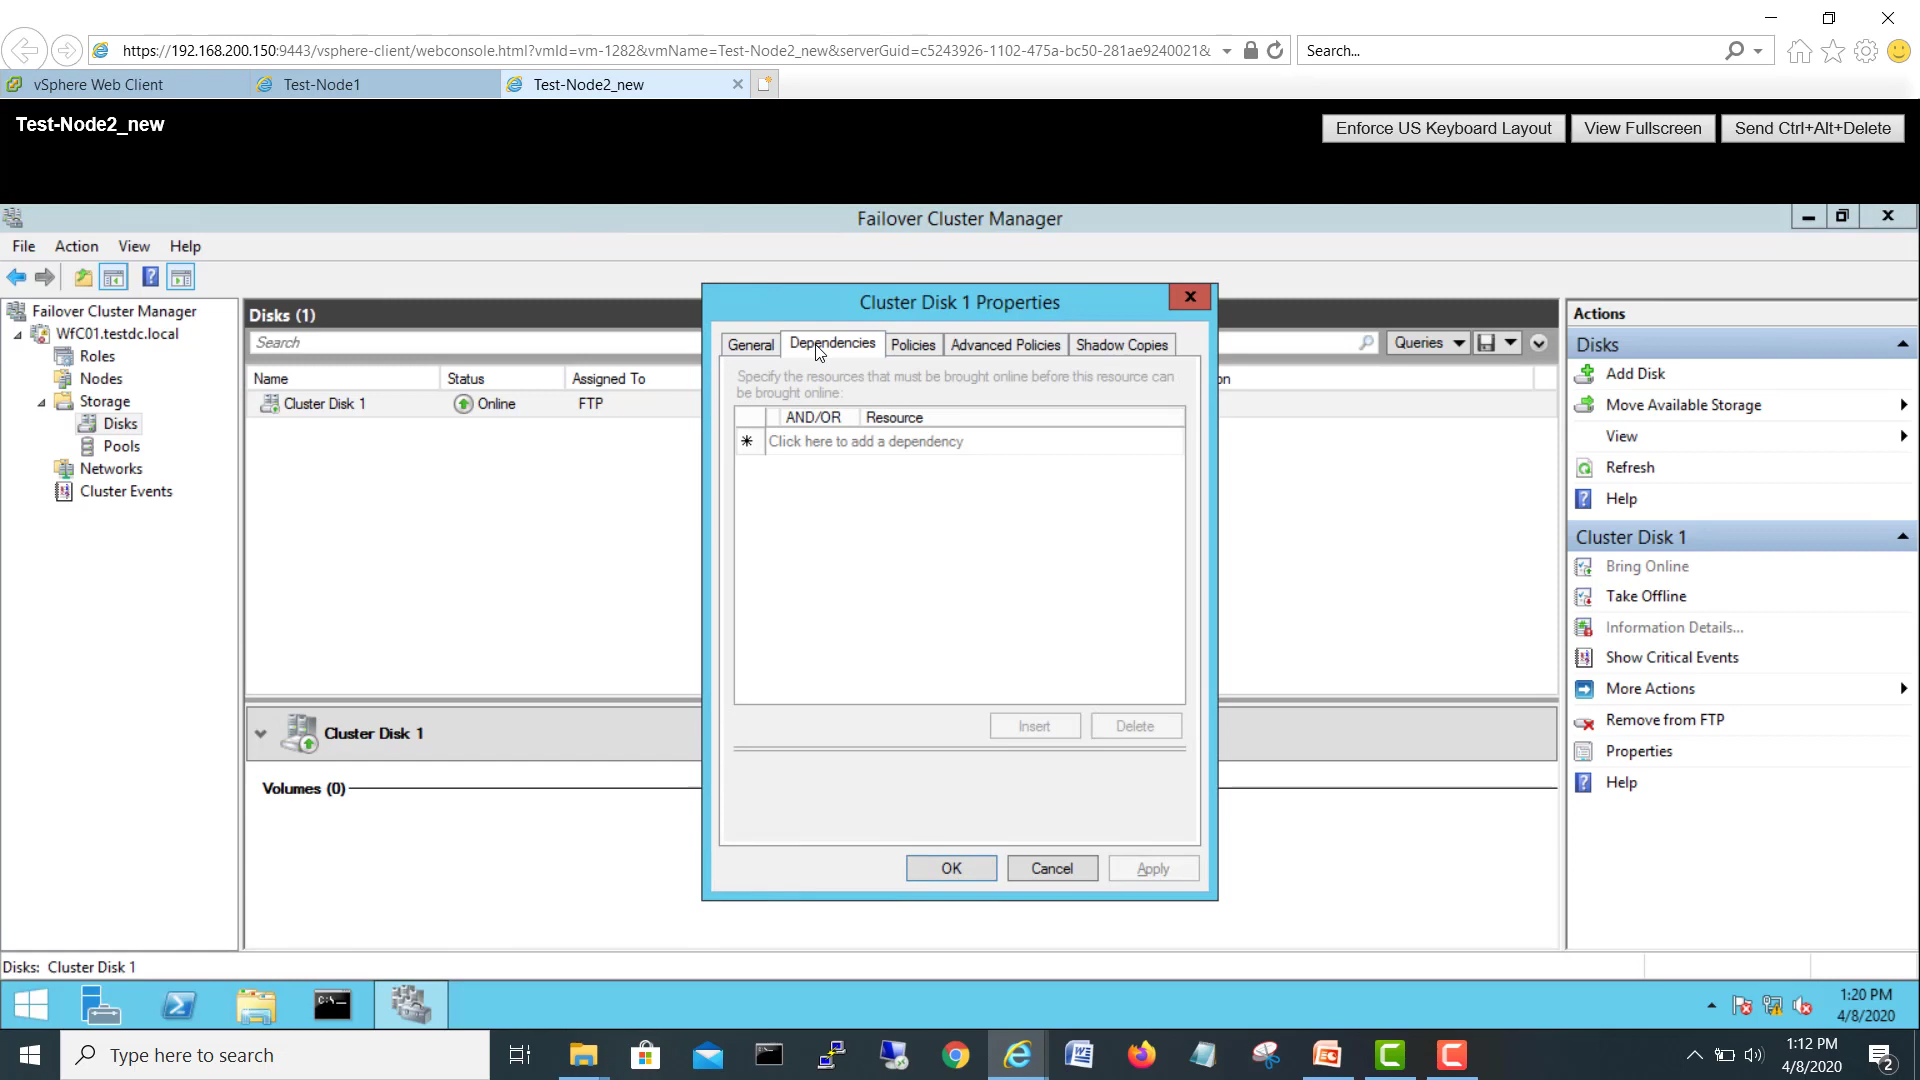 https://192.168.200.150:9443/vsphere-client/webconsole.html?vmId=vm-1282&vmName=Test-Node2_new&serverGuid=c5243926-1102-475a-bc50-281ae9240021&
Search...
vSphere Web Client
Test-Node1
Test-Node2_new
Test-Node2_new
Enforce US Keyboard Layout
View Fullscreen
Send Ctrl+Alt+Delete
Failover Cluster Manager
File Action View Help
Failover Cluster Manager
WfC01.testdc.local
Roles
Nodes
Storage
Disks
Pools
Networks
Cluster Events
Disks (1)
Search
Queries
Name Status Assigned To
Cluster Disk 1 Online FTP
on
Cluster Disk 1
Volumes (0)
Cluster Disk 1 Properties
General Dependencies Policies Advanced Policies Shadow Copies
Specify the resources that must be brought online before this resource can
be brought online:
AND/OR Resource
Click here to add a dependency
Insert Delete
OK Cancel Apply
Actions
Disks
Add Disk
Move Available Storage
View
Refresh
Help
Cluster Disk 1
Bring Online
Take Offline
Information Details...
Show Critical Events
More Actions
Remove from FTP
Properties
Help
Disks: Cluster Disk 1
1:20 PM
4/8/2020
Type here to search
1:12 PM
4/8/2020
2